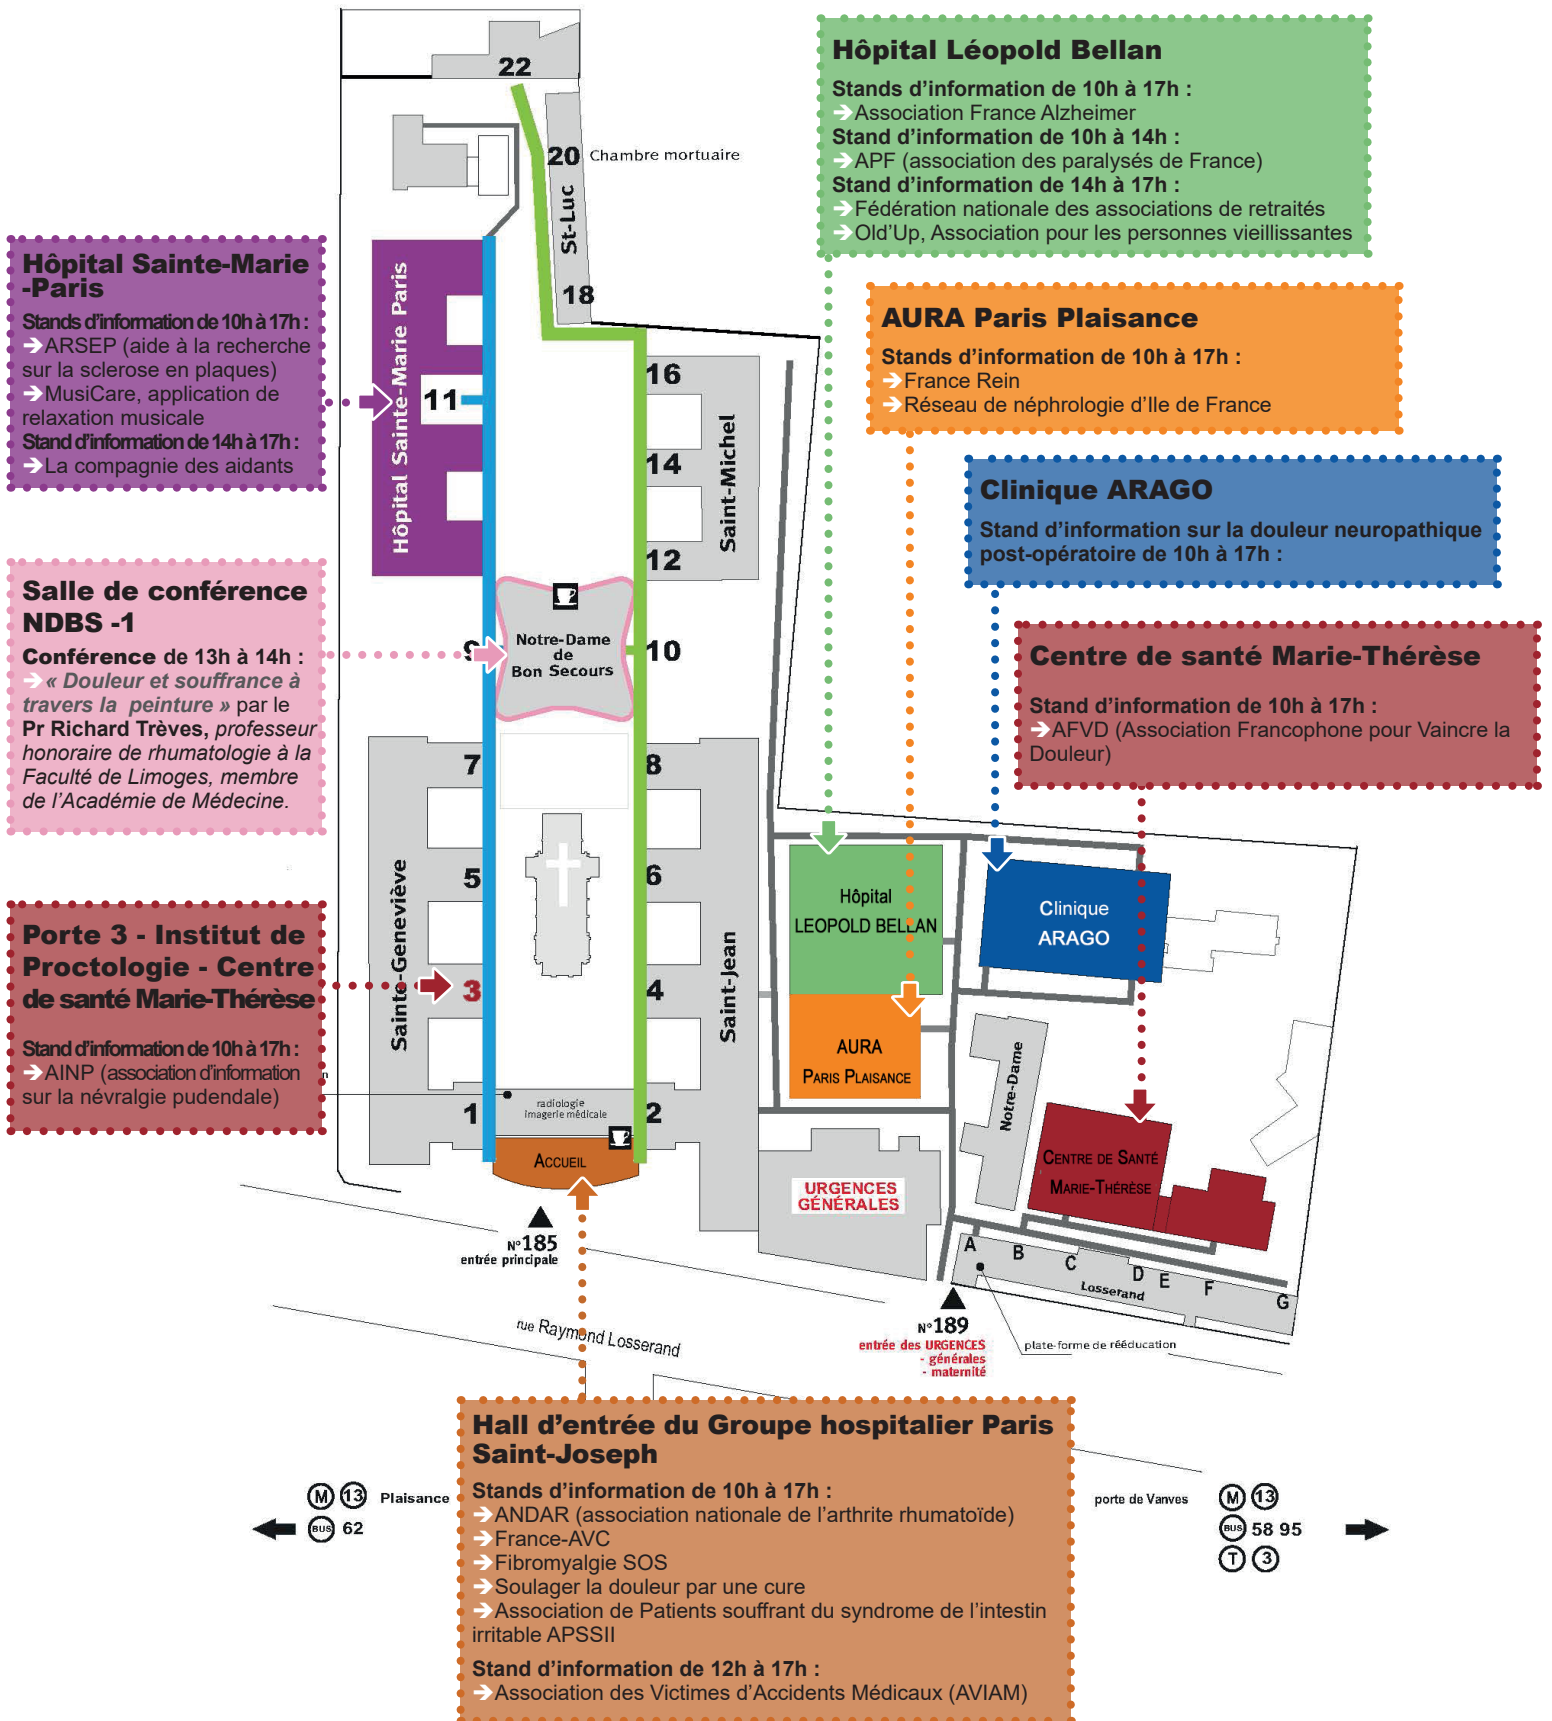 22
20 Chambre mortuaire
St-Luc
18
Hôpital Léopold Bellan
Stands d'information de 10h à 17h :
➔Association France Alzheimer
Stand d'information de 10h à 14h :
➔APF (association des paralysés de France)
Stand d'information de 14h à 17h :
➔Fédération nationale des associations de retraités
➔Old'Up, Association pour les personnes vieillissantes
Hôpital Sainte-Marie
-Paris
Stands d'information de 10h à 17h :
➔ARSEP (aide à la recherche
sur la sclerose en plaques)
➔MusiCare, application de
relaxation musicale
Stand d'information de 14h à 17h :
➔La compagnie des aidants
Hôpital Sainte-Marie Paris
11
16
14
12
Saint-Michel
AURA Paris Plaisance
Stands d'information de 10h à 17h :
➔France Rein
➔Réseau de néphrologie d'Ile de France
Clinique ARAGO
Stand d'information sur la douleur neuropathique
post-opératoire de 10h à 17h :
Salle de conférence
NDBS -1
Conférence de 13h à 14h :
➔« Douleur et souffrance à
travers la peinture » par le
Pr Richard Trèves, professeur
honoraire de rhumatologie à la
Faculté de Limoges, membre
de l'Académie de Médecine.
9
Notre-Dame
de
Bon Secours
10
Centre de santé Marie-Thérèse
Stand d'information de 10h à 17h :
➔AFVD (Association Francophone pour Vaincre la
Douleur)
7
8
5
6
3
4
1
2
Sainte-Geneviève
Saint-Jean
Porte 3 - Institut de
Proctologie - Centre
de santé Marie-Thérèse
Stand d'information de 10h à 17h :
➔AINP (association d'information
sur la névralgie pudendale)
n
radiologie
imagerie médicale
ACCUEIL
Hôpital
LEOPOLD BELLAN
AURA
PARIS PLAISANCE
Clinique
ARAGO
Notre-Dame
CENTRE DE SANTÉ
MARIE-THÉRÈSE
URGENCES
GÉNÉRALES
A
B
C
D
E
F
G
Losserand
N°185
entrée principale
N°189
entrée des URGENCES
- générales
- maternité
plate-forme de rééducation
rue Raymond Losserand
Hall d'entrée du Groupe hospitalier Paris
Saint-Joseph
Stands d'information de 10h à 17h :
➔ANDAR (association nationale de l'arthrite rhumatoïde)
➔France-AVC
➔Fibromyalgie SOS
➔Soulager la douleur par une cure
➔Association de Patients souffrant du syndrome de l'intestin
irritable APSSII
Stand d'information de 12h à 17h :
➔Association des Victimes d'Accidents Médicaux (AVIAM)
M 13 Plaisance
BUS 62
porte de Vanves M 13
BUS 58 95
T 3